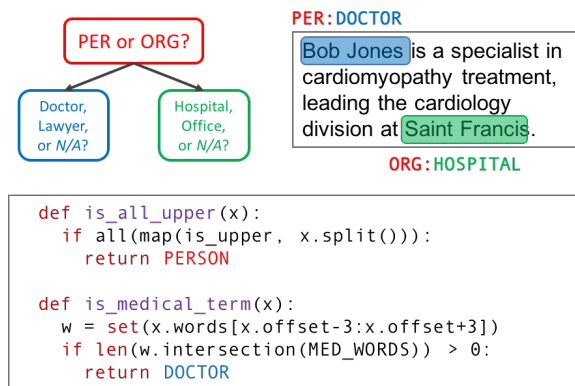 PER or ORG?
Doctor,
Lawyer,
or N/A?
Hospital,
Office,
or N/A?
PER:DOCTOR
Bob Jones is a specialist in
cardiomyopathy treatment,
leading the cardiology
division at Saint Francis.
ORG:HOSPITAL
def is_all_upper(x):
  if all(map(is_upper, x.split())):
    return PERSON
def is_medical_term(x):
  w = set(x.words[x.offset-3:x.offset+3])
  if len(w.intersection(MED_WORDS)) > 0:
    return DOCTOR